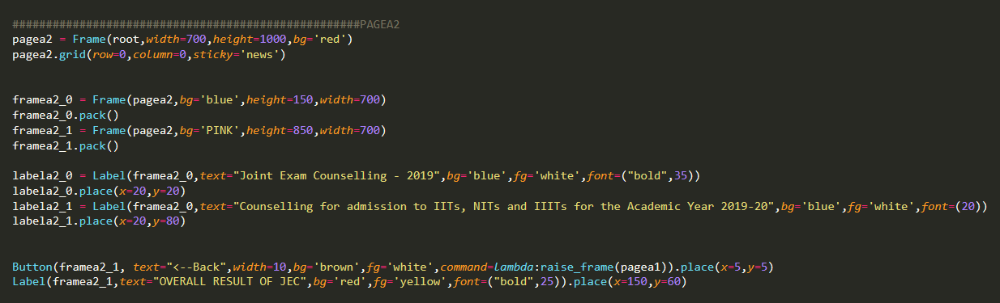 ####################################################PAGEA2
pagea2 = Frame(root,width=700,height=1000,bg='red')
pagea2.grid(row=0,column=0,sticky='news')
framea2_0 = Frame(pagea2,bg='blue',height=150,width=700)
framea2_0.pack()
framea2_1 = Frame(pagea2,bg='PINK',height=850,width=700)
framea2_1.pack()
labela2_0 = Label(framea2_0,text="Joint Exam Counselling - 2019",bg='blue',fg='white',font=("bold",35))
labela2_0.place(x=20,y=20)
labela2_1 = Label(framea2_0,text="Counselling for admission to IITs, NITs and IIITs for the Academic Year 2019-20",bg='blue',fg='white',font=(20))
labela2_1.place(x=20,y=80)
Button(framea2_1, text="<--Back",width=10,bg='brown',fg='white',command=lambda:raise_frame(pagea1)).place(x=5,y=5)
Label(framea2_1,text="OVERALL RESULT OF JEC",bg='red',fg='yellow',font=("bold",25)).place(x=150,y=60)